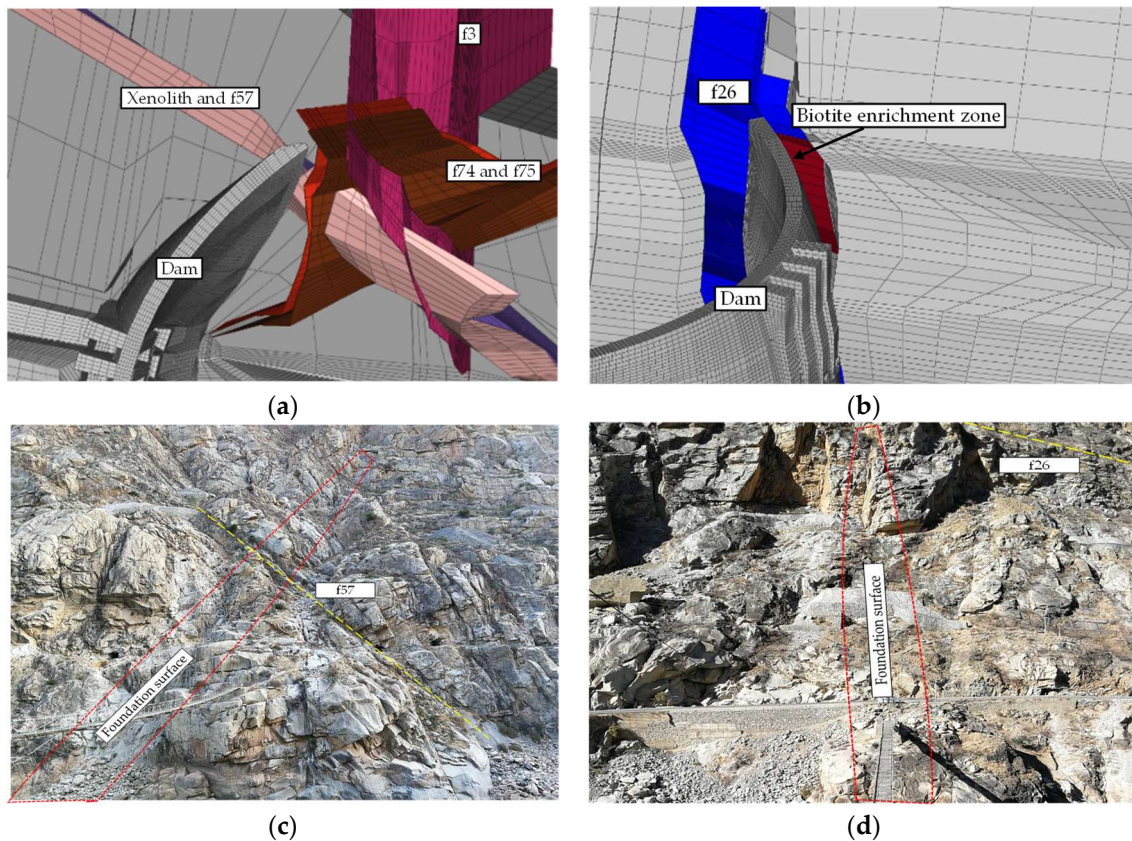 f3
Xenolith and f57
f74 and f75
Dam
f26
Biotite enrichment zone
Dam
(a)
(b)
f57
Foundation surface
f26
Foundation surface
(c)
(d)